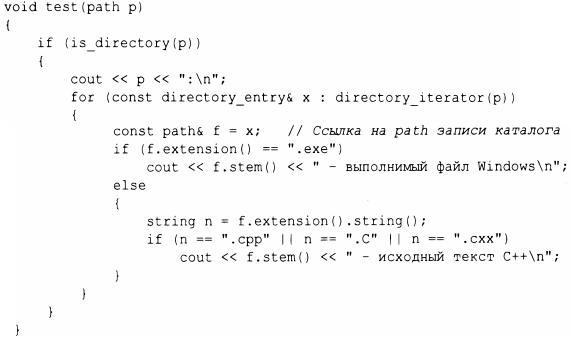 void test(path p)
{
    if (is_directory(p))
    {
        cout << p << ":\n";
        for (const directory_entry& x : directory_iterator(p))
        {
             const path& f = x;   // Ссылка на path записи каталога
             if (f.extension() == ".exe")
                 cout << f.stem() << " - выполнимый файл Windows\n";
             else
             {
                 string n = f.extension().string();
                 if (n == ".cpp" || n == ".C" || n == ".cxx")
                     cout << f.stem() << " - исходный текст C++\n";
             }
         }
     }
 }